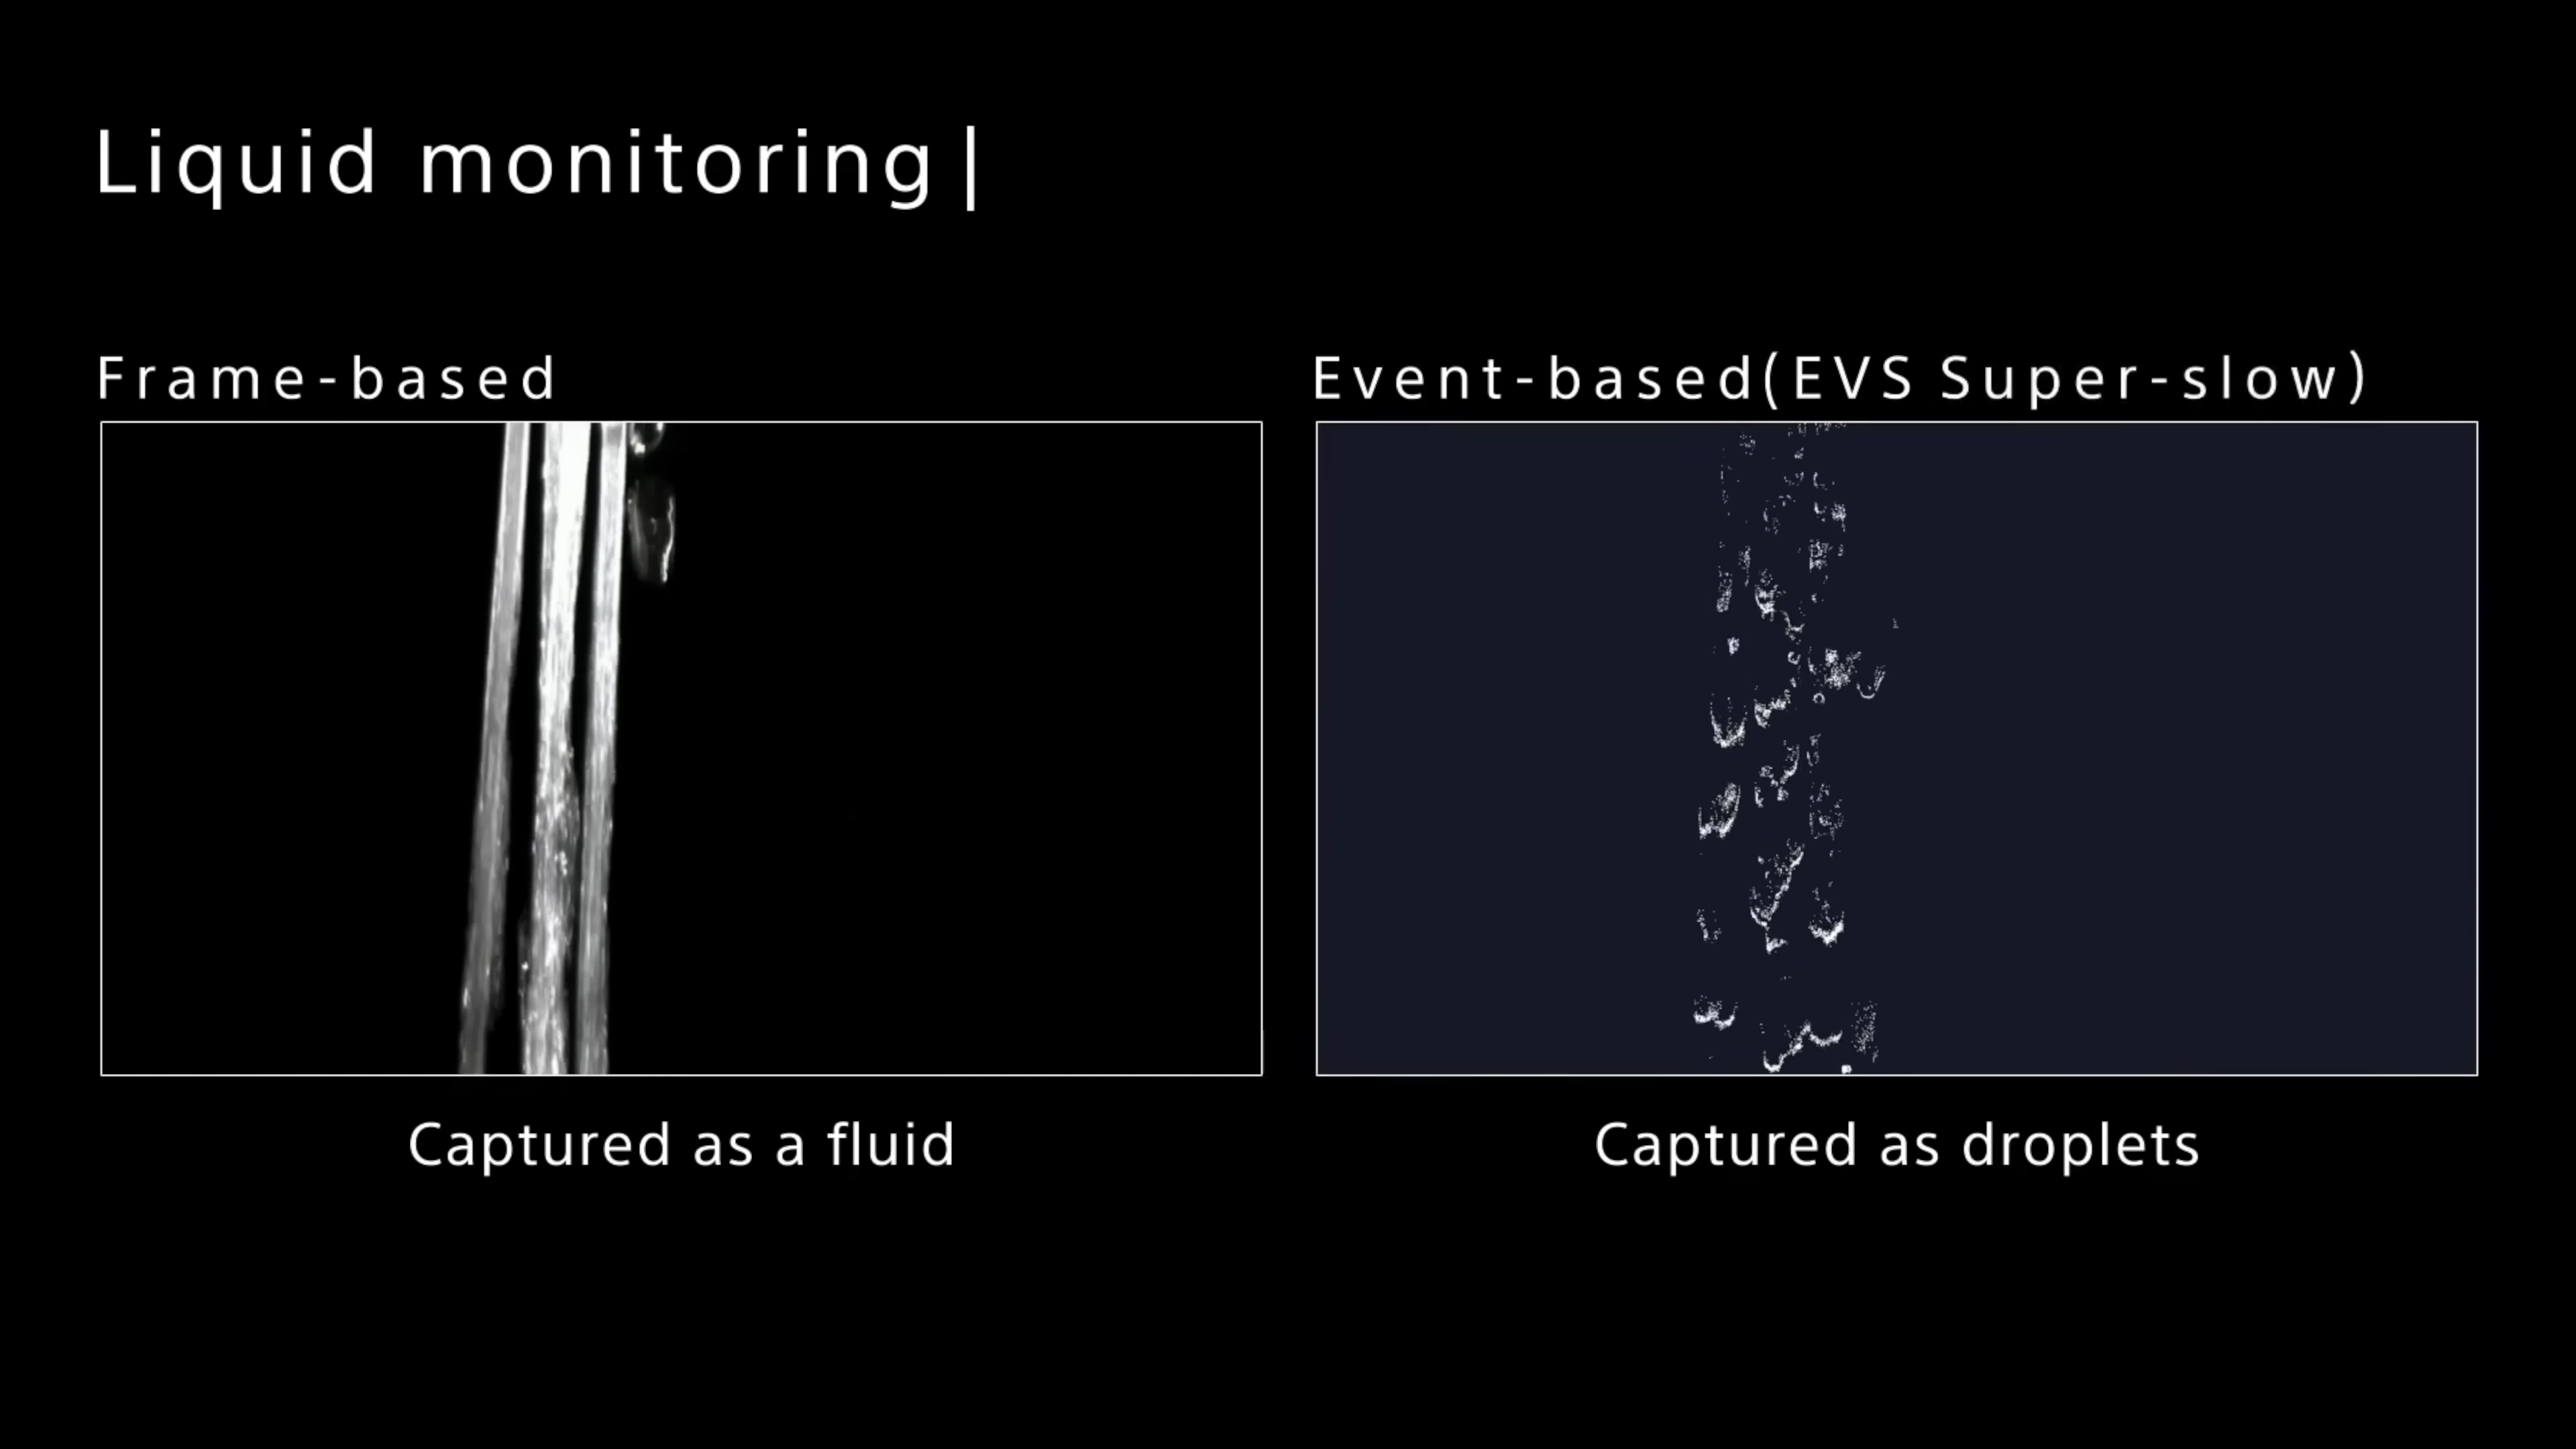 Liquid monitoring|
Frame-based
Event-based(EVS Super-slow)
Captured as a fluid
Captured as droplets